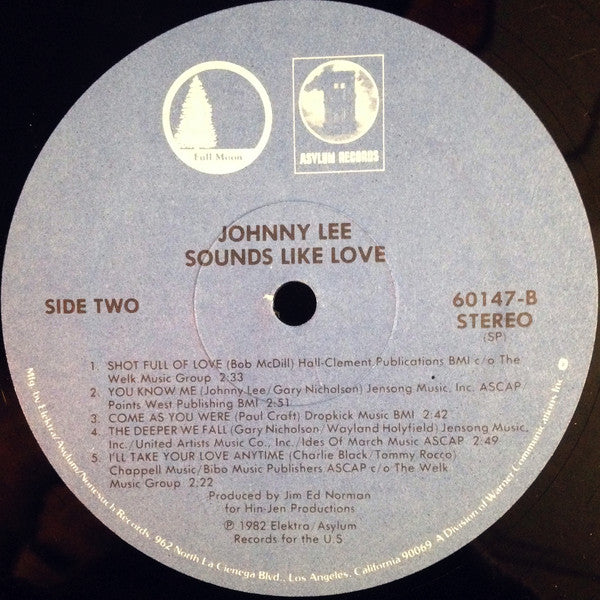 Full Moon
ASYLUM RECORDS
JOHNNY LEE
SOUNDS LIKE LOVE
SIDE TWO
60147-B
STEREO
(SP)
1. SHOT FULL OF LOVE (Bob McDill) Hall-Clement Publications BMI c/o The
Welk Music Group 2:33
2. YOU KNOW ME (Johnny Lee/Gary Nicholson) Jensong Music, Inc. ASCAP
Points West Publishing BMI 2:51
3. COME AS YOU WERE (Paul Craft) Dropkick Music BMI 2:42
4. THE DEEPER WE FALL (Gary Nicholson/Wayland Holyfield) Jensong Music,
Inc./United Artists Music Co., Inc./Ides Of March Music ASCAP 2:49
5. I'LL TAKE YOUR LOVE ANYTIME (Charlie Black/Tommy Rocco)
Chappell Music/Bibo Music Publishers ASCAP c/o The Welk
Music Group 2:22
Produced by Jim Ed Norman
for Hin-Jen Productions
℗ 1982 Elektra/Asylum
Records for the U.S
Mfg. by Elektra/Asylum/Nonesuch Records, 962 North La Cienega Blvd., Los Angeles, California 90069 A Division of Warner Communications Inc.